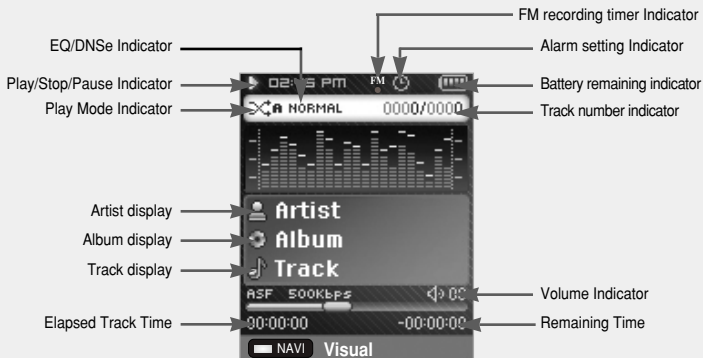 FM recording timer Indicator
EQ/DNSe Indicator
Alarm setting Indicator
Play/Stop/Pause Indicator
PM
FM
Battery remaining indicator
Play Mode Indicator
A NORMAL
0000/0000
Track number indicator
Artist display
Artist
Album display
Album
Track display
Track
ASF 500Kbps
00
Volume Indicator
Elapsed Track Time
00:00:00
-00:00:00
Remaining Time
NAVI Visual